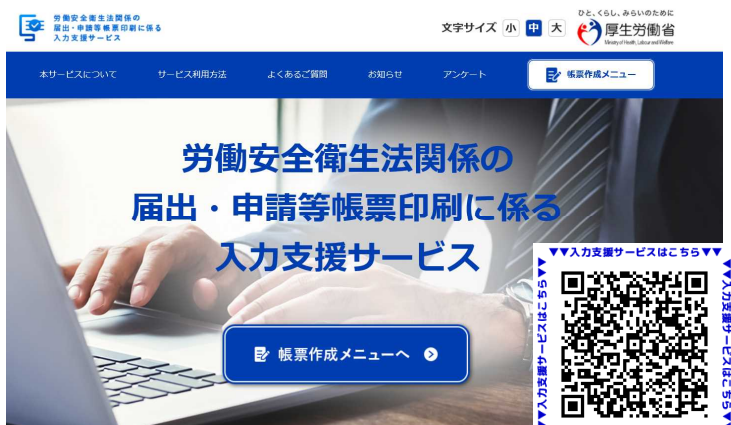 労働安全衛生法関係の
届出・申請等帳票印刷に係る
入力支援サービス
文字サイズ 小 中 大
ひと、くらし、みらいのために
厚生労働省
Ministry of Health, Labour and Welfare
本サービスについて サービス利用方法 よくあるご質問 お知らせ アンケート 帳票作成メニュー
労働安全衛生法関係の
届出・申請等帳票印刷に係る
入力支援サービス
帳票作成メニューへ
▼▼入力支援サービスはこちら▼▼
▼▼入力支援サービスはこちら▼▼
▼▼入力支援サービスはこちら▼